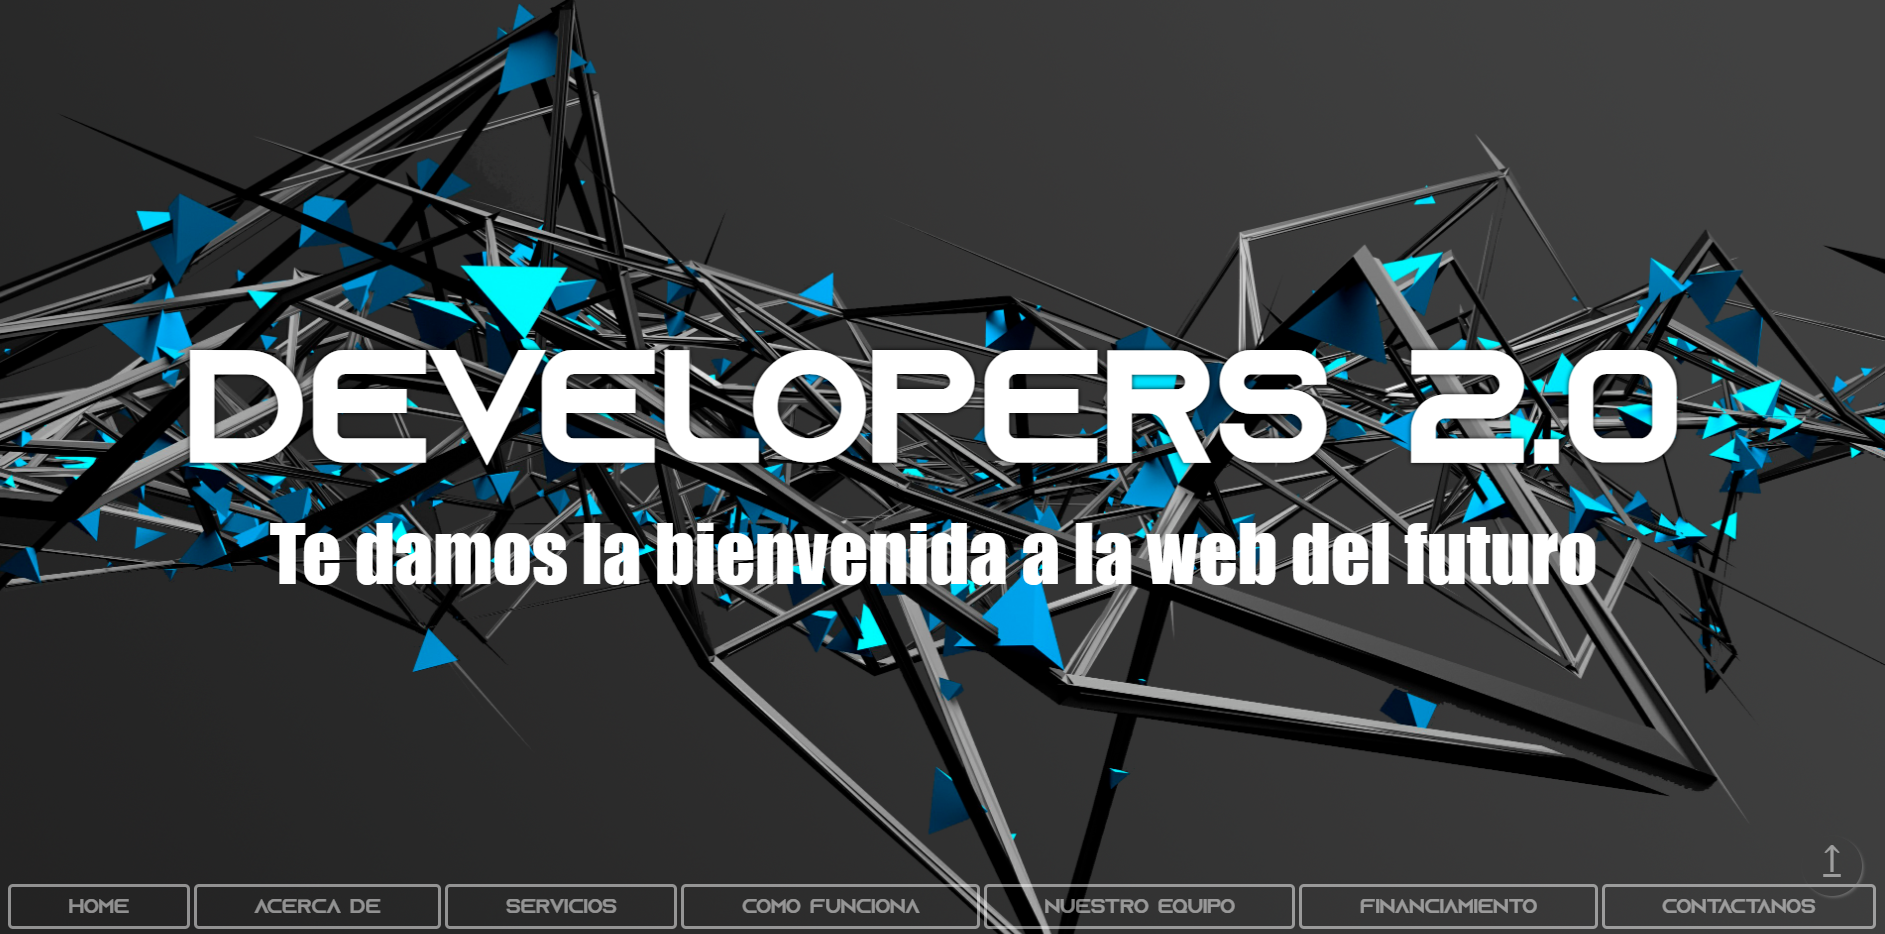 DEVELOPERS 2.0
Te damos la bienvenida a la web del futuro
HOME
ACERCA DE
SERVICIOS
COMO FUNCIONA
NUESTRO EQUIPO
FINANCIAMIENTO
CONTACTANOS